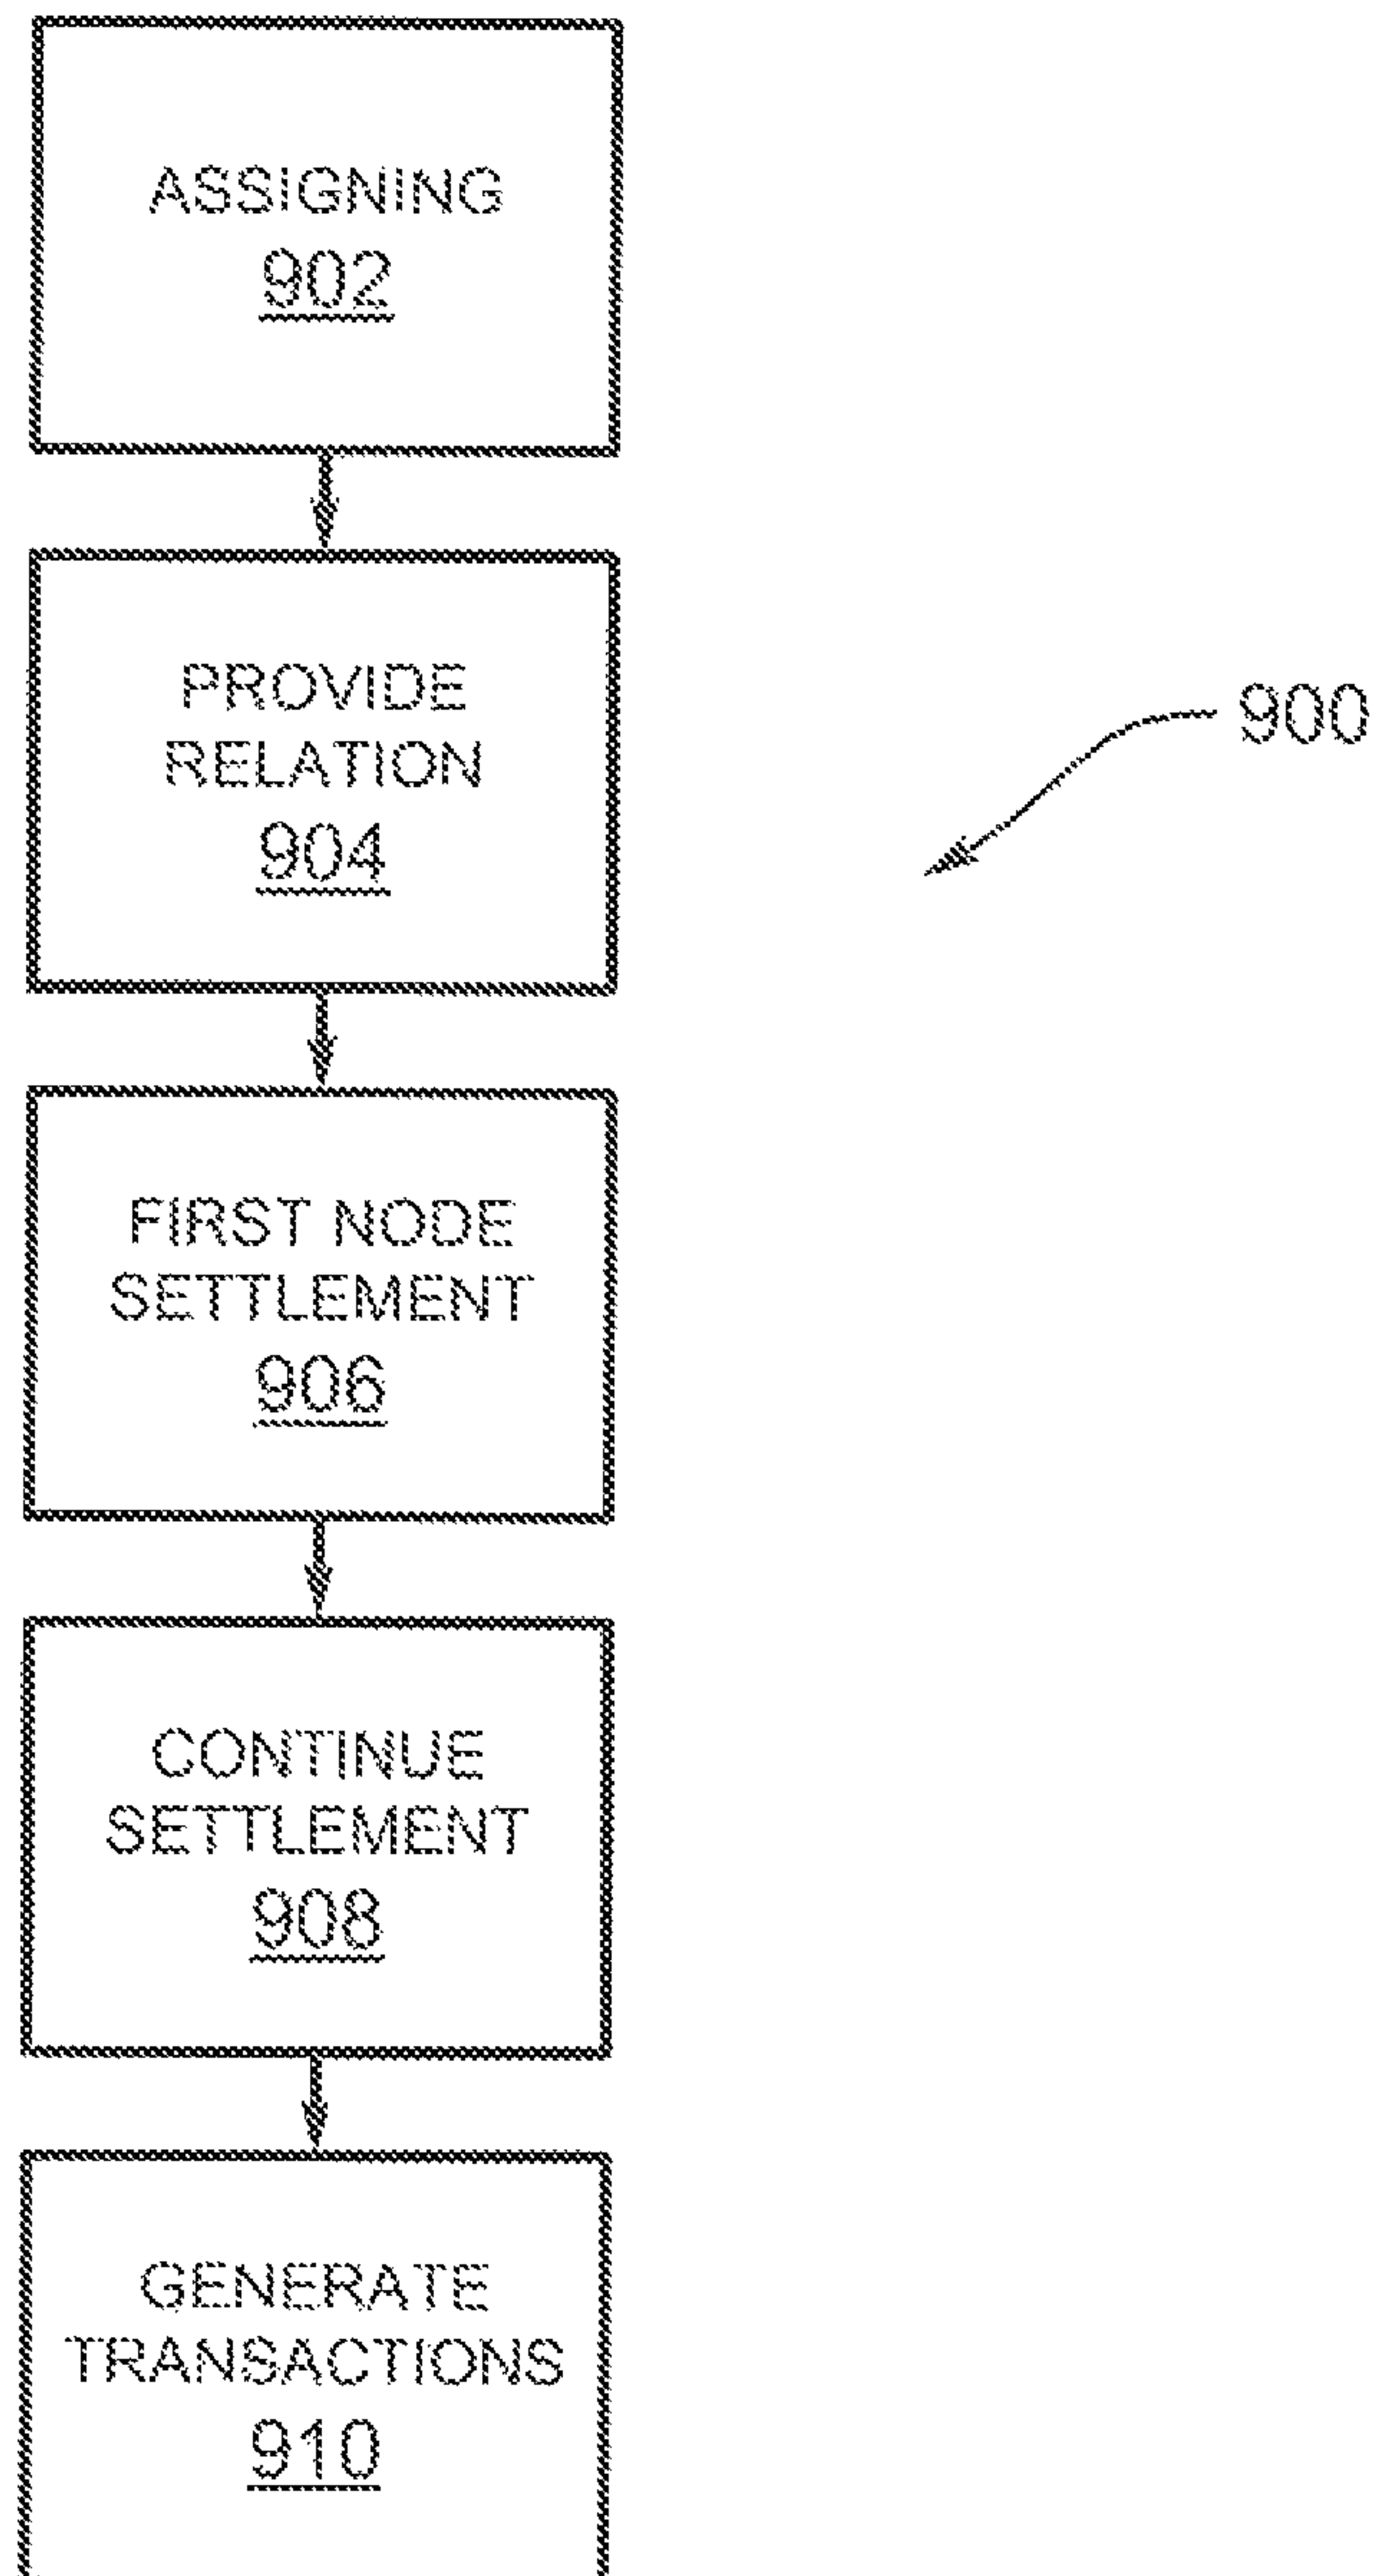 ASSIGNING
902
PROVIDE
RELATION
904
900
FIRST NODE
SETTLEMENT
906
CONTINUE
SETTLEMENT
908
GENERATE
TRANSACTIONS
910